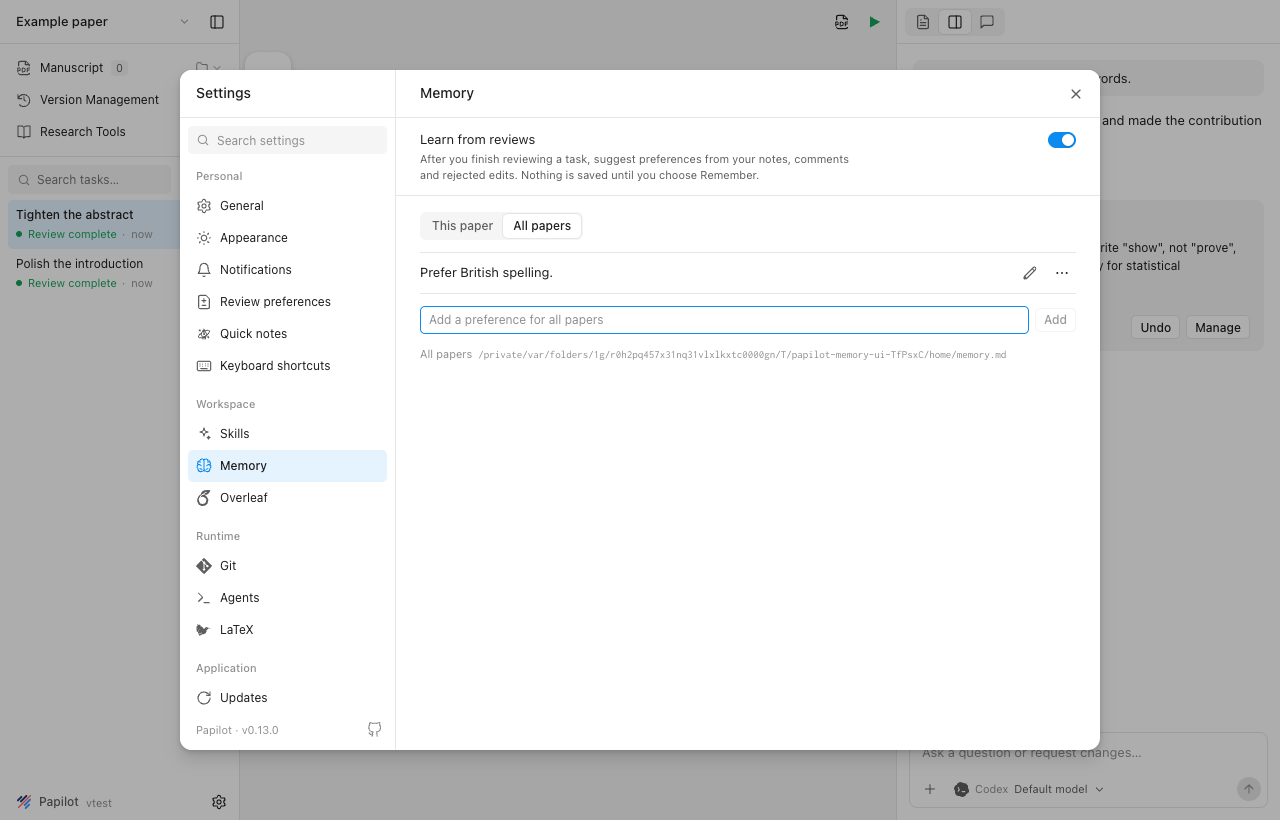 Example paper
Manuscript 0
Version Management
Research Tools
Search tasks...
Tighten the abstract
Review complete · now
Polish the introduction
Review complete · now
Papilot vtest
Settings
Search settings
Personal
General
Appearance
Notifications
Review preferences
Quick notes
Keyboard shortcuts
Workspace
Skills
Memory
Overleaf
Runtime
Git
Agents
LaTeX
Application
Updates
Papilot · v0.13.0
Memory
Learn from reviews
After you finish reviewing a task, suggest preferences from your notes, comments
and rejected edits. Nothing is saved until you choose Remember.
This paper
All papers
Prefer British spelling.
Add a preference for all papers
Add
All papers /private/var/folders/1g/r0h2pq457x31nq31vlxlkxtc0000gn/T/papilot-memory-ui-TfPsxC/home/memory.md
PDF
and made the contribution
"show", not "prove",
for statistical
Undo
Manage
Ask a question or request changes...
Codex Default model